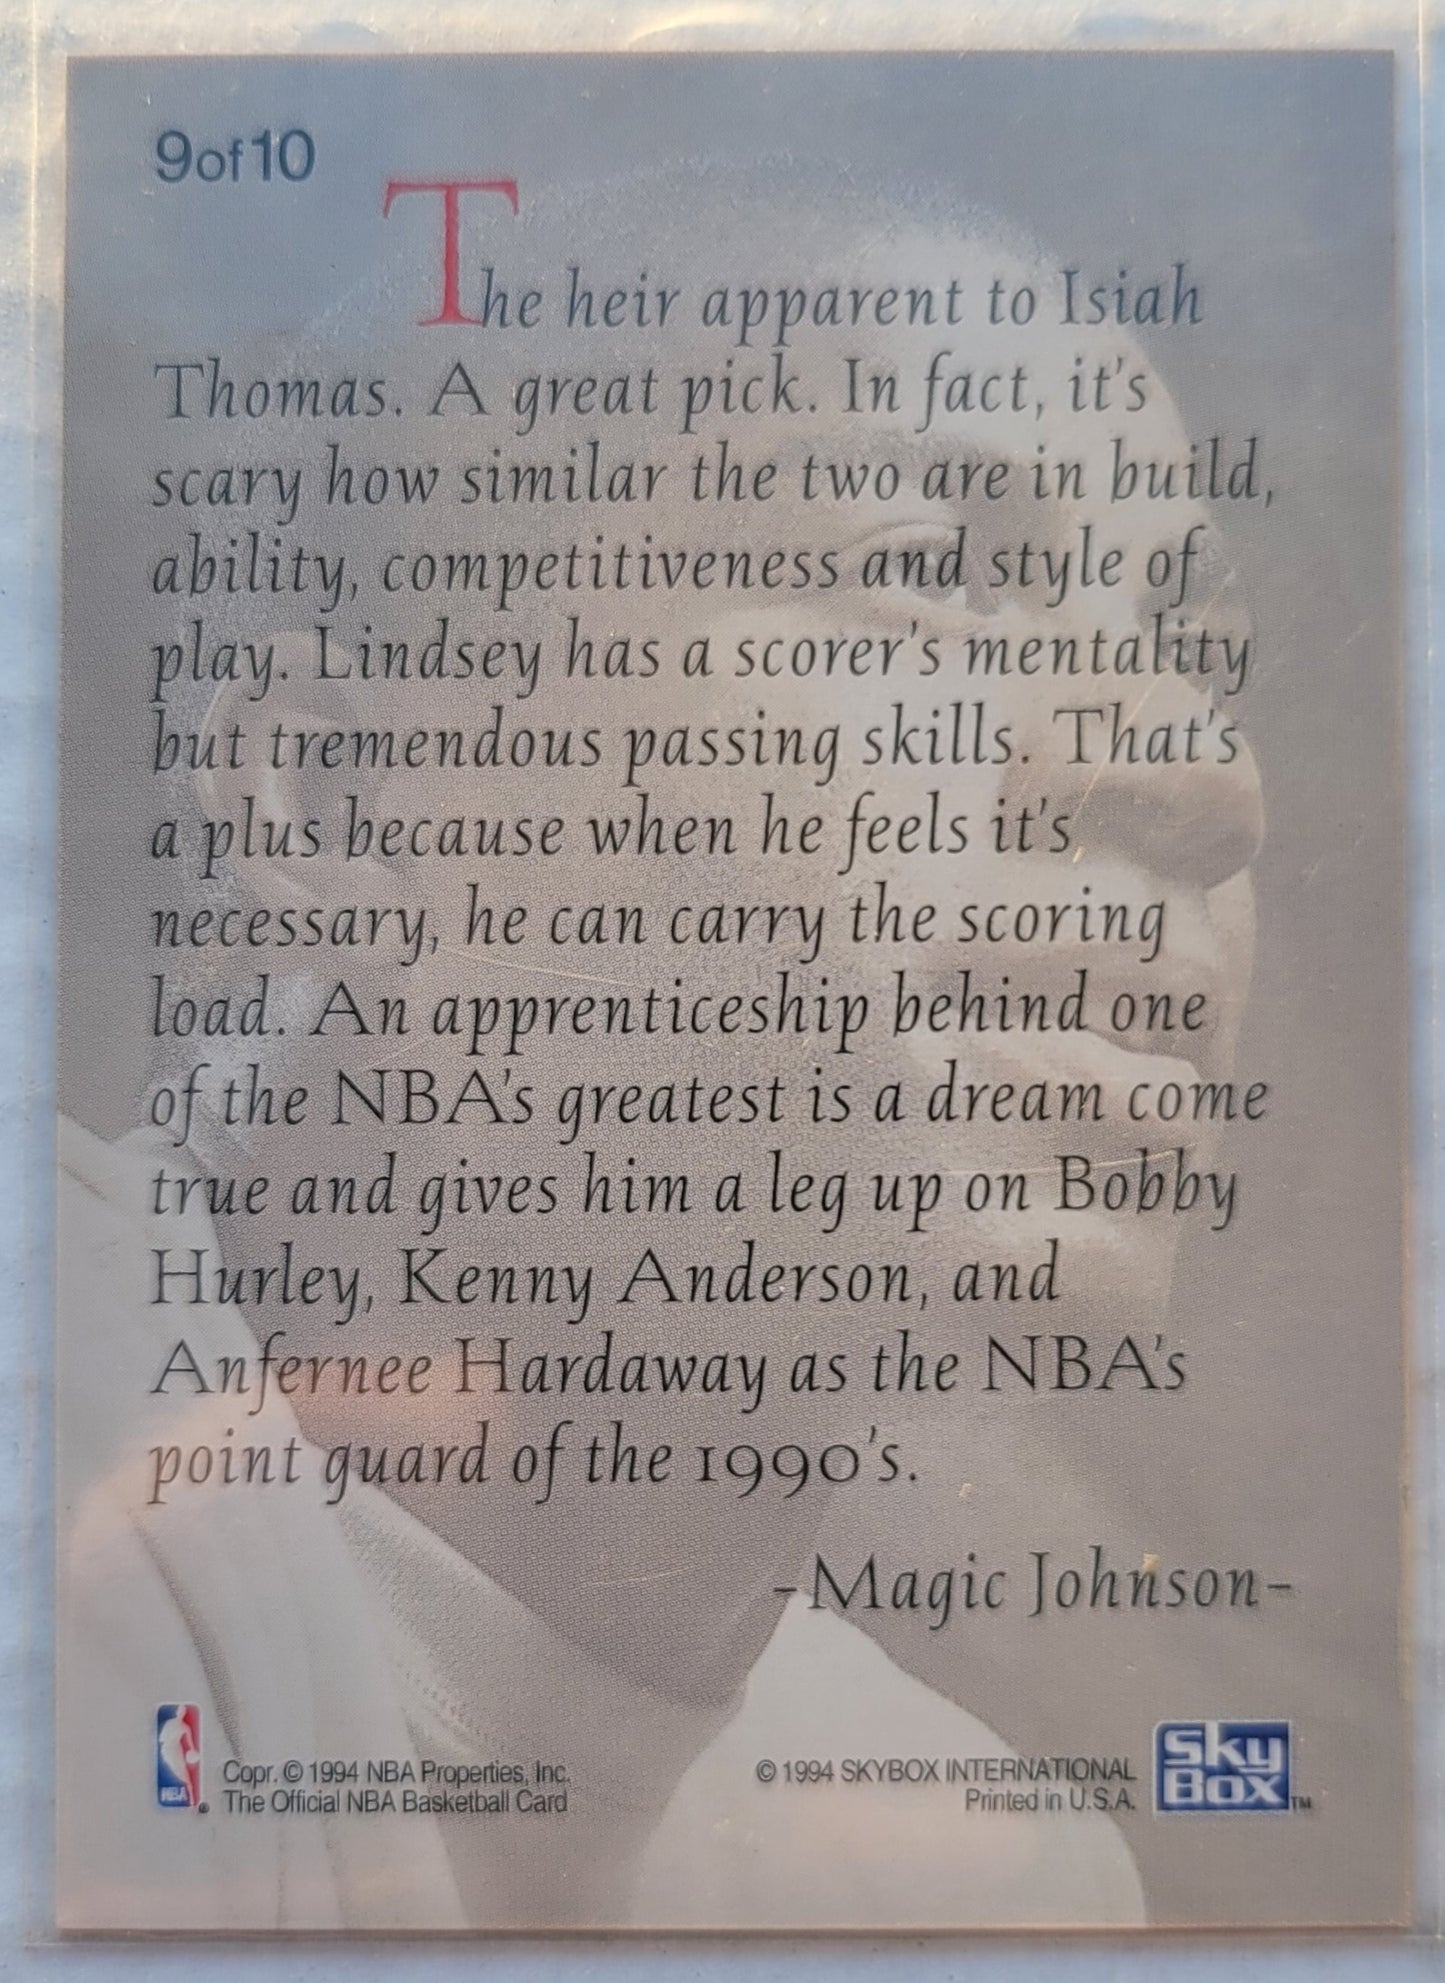 9of10
The heir apparent to Isiah
Thomas. A great pick. In fact, it's
scary how similar the two are in build,
ability, competitiveness and style of
play. Lindsey has a scorer's mentality
but tremendous passing skills. That's
a plus because when he feels it's
necessary, he can carry the scoring
load. An apprenticeship behind one
of the NBA's greatest is a dream come
true and gives him a leg up on Bobby
Hurley, Kenny Anderson, and
Anfernee Hardaway as the NBA's
point guard of the 1990's.
-Magic Johnson-
NBA®
Copr. © 1994 NBA Properties, Inc.
The Official NBA Basketball Card
© 1994 SKYBOX INTERNATIONAL
Printed in U.S.A.
Sky
Box™